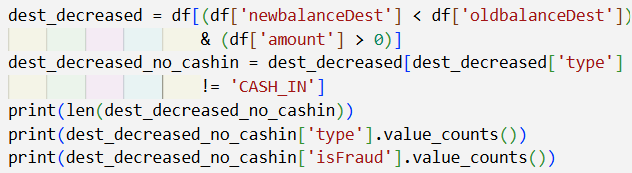 dest_decreased = df[(df['newbalanceDest'] < df['oldbalanceDest'])
                    & (df['amount'] > 0)]
dest_decreased_no_cashin = dest_decreased[dest_decreased['type']
                    != 'CASH_IN']
print(len(dest_decreased_no_cashin))
print(dest_decreased_no_cashin['type'].value_counts())
print(dest_decreased_no_cashin['isFraud'].value_counts())